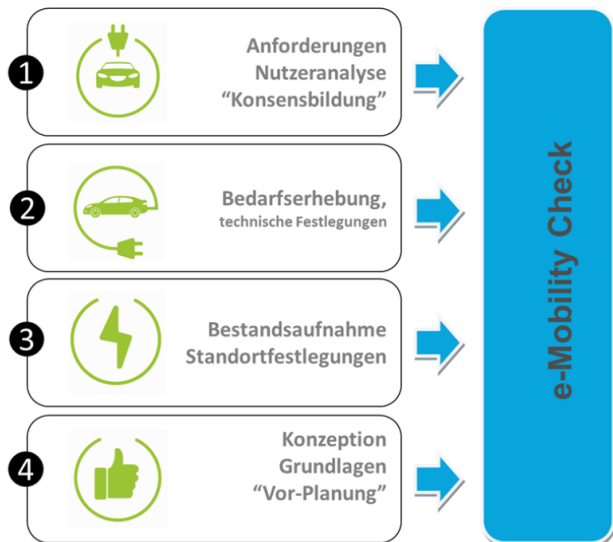 1
Anforderungen
Nutzeranalyse
“Konsensbildung”
2
Bedarfserhebung,
technische Festlegungen
3
Bestandsaufnahme
Standortfestlegungen
4
Konzeption
Grundlagen
“Vor-Planung”
e-Mobility Check